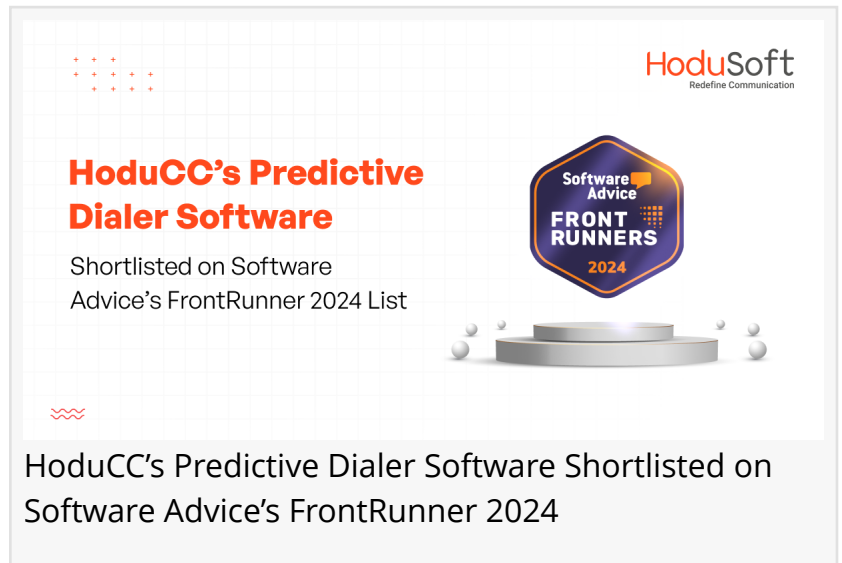 HoduSoft
Redefine Communication
HoduCC’s Predictive
Dialer Software
Shortlisted on Software
Advice’s FrontRunner 2024 List
Software
Advice
FRONT
RUNNERS
2024
HoduCC’s Predictive Dialer Software Shortlisted on
Software Advice’s FrontRunner 2024